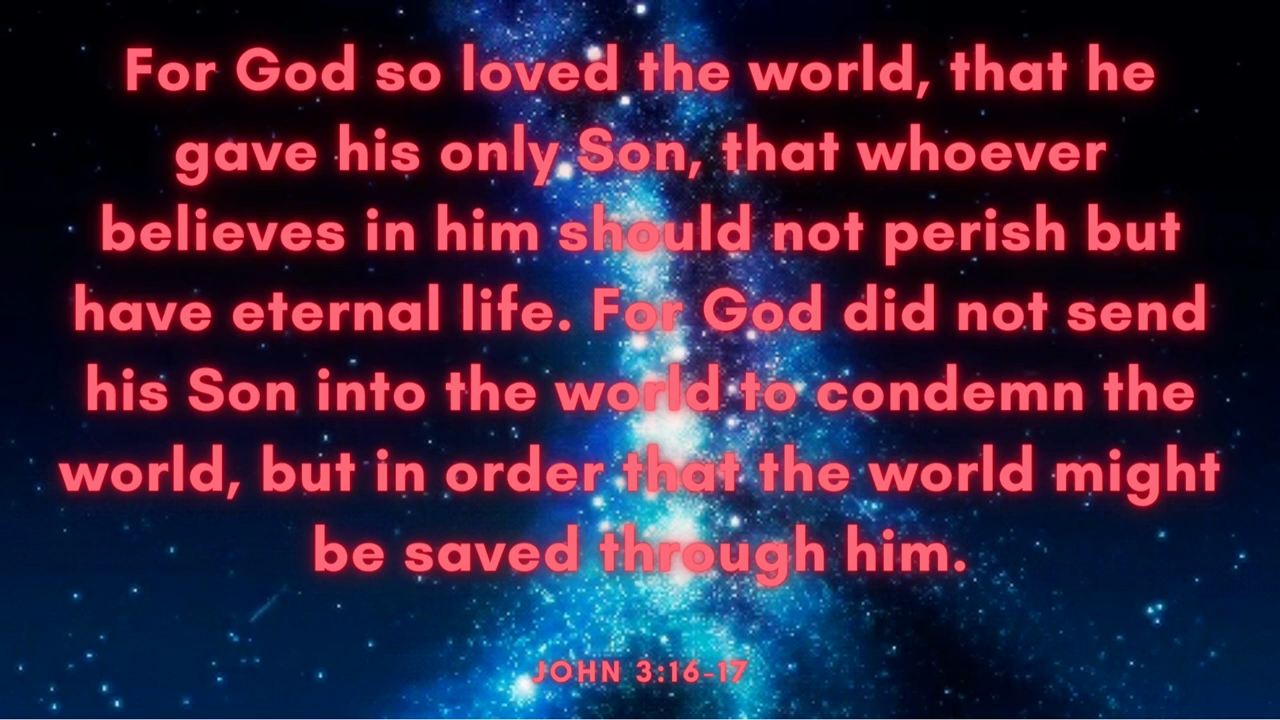 For God so loved the world, that he
gave his only Son, that whoever
believes in him should not perish but
have eternal life. For God did not send
his Son into the world to condemn the
world, but in order that the world might
be saved through him.
JOHN 3:16-17